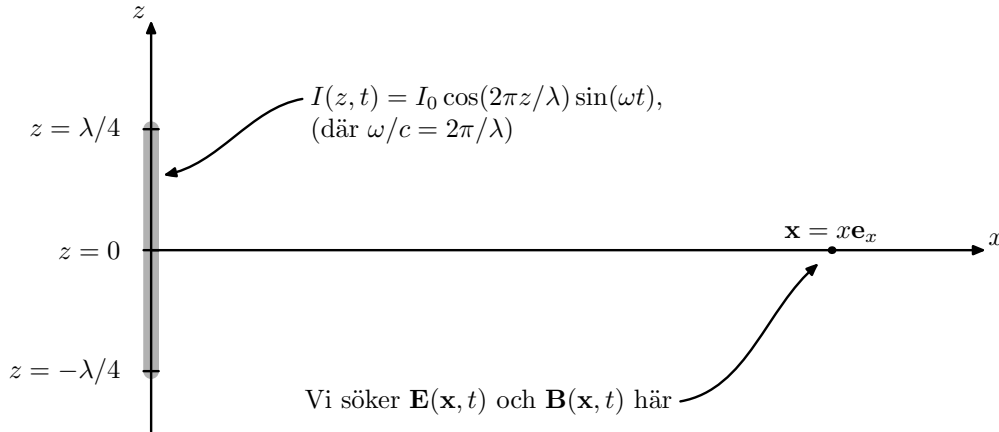 z
I(z, t) = I₀ cos(2πz/λ) sin(ωt),
(där ω/c = 2π/λ)
z = λ/4
x = xeₓ
z = 0
x
z = −λ/4
Vi söker E(x, t) och B(x, t) här